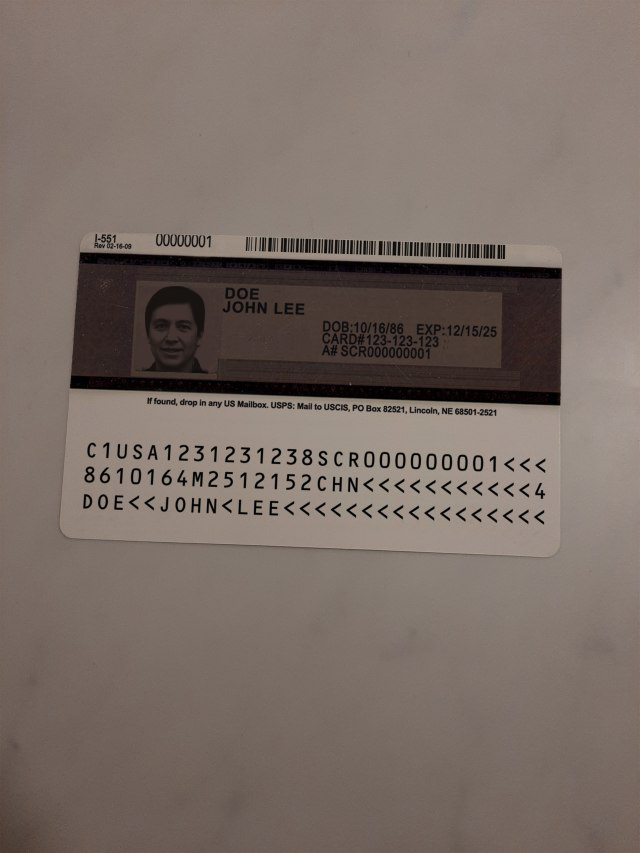 I-551
Rev 02-16-09
00000001
DOE
JOHN LEE
DOB:10/16/86 EXP:12/15/25
CARD#123-123-123
A# SCR000000001
If found, drop in any US Mailbox. USPS: Mail to USCIS, PO Box 82521, Lincoln, NE 68501-2521
C1USA1231231238SCR000000001<<<
8610164M2512152CHN<<<<<<<<<<<4
DOE<<JOHN<LEE<<<<<<<<<<<<<<<<<